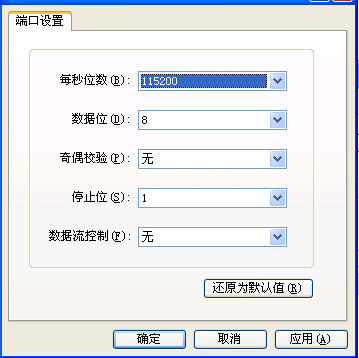 端口设置
每秒位数(B): 115200
数据位(D): 8
奇偶校验(P): 无
停止位(S): 1
数据流控制(F): 无
还原为默认值(R)
确定 取消 应用(A)